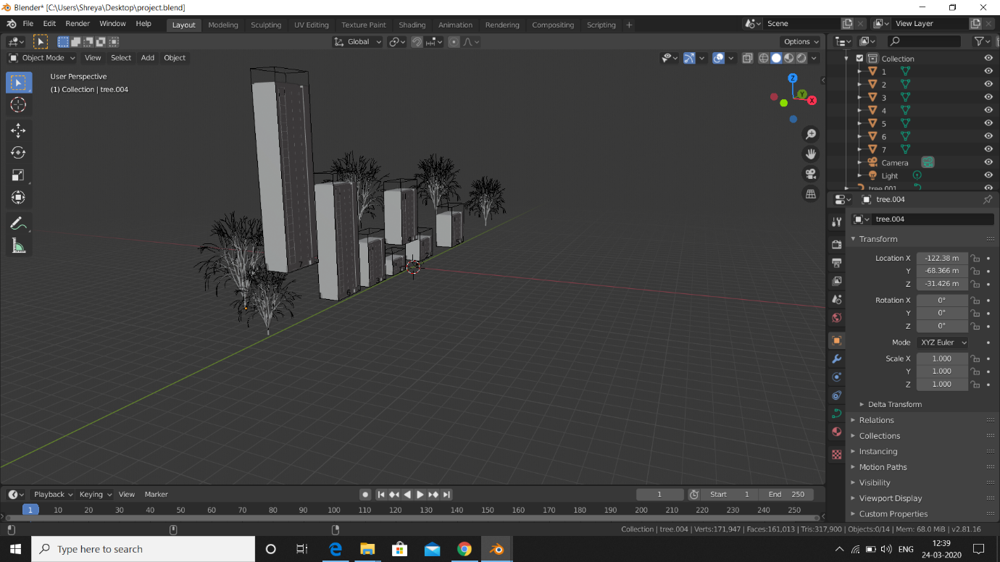 Blender* [C:\Users\Shreya\Desktop\project.blend]
File Edit Render Window Help Layout Modeling Sculpting UV Editing Texture Paint Shading Animation Rendering Compositing Scripting + Scene View Layer
Global Options
Object Mode View Select Add Object
User Perspective
(1) Collection | tree.004
Z
Y
X
7
6
3
1
2
Collection
1
2
3
4
5
6
7
Camera
Light
tree.001
tree.004
tree.004
Transform
Location X -122.38 m
Y -68.366 m
Z -31.426 m
Rotation X 0°
Y 0°
Z 0°
Mode XYZ Euler
Scale X 1.000
Y 1.000
Z 1.000
Delta Transform
Relations
Collections
Instancing
Motion Paths
Visibility
Viewport Display
Custom Properties
Playback Keying View Marker 1 Start 1 End 250
1 10 20 30 40 50 60 70 80 90 100 110 120 130 140 150 160 170 180 190 200 210 220 230 240 250
Collection | tree.004 | Verts:171,947 | Faces:161,013 | Tris:317,900 | Objects:0/14 | Mem: 68.0 MiB | v2.81.16
Type here to search
ENG
12:39
24-03-2020